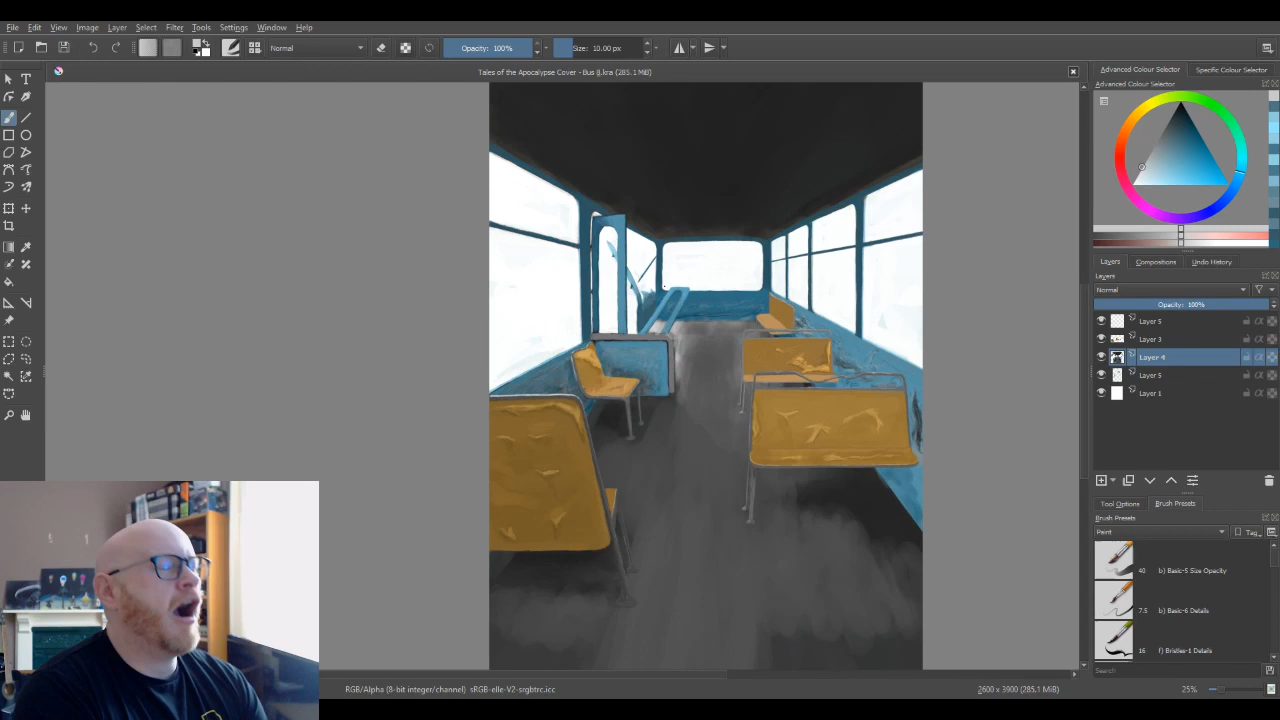 File Edit View Image Layer Select Filter Tools Settings Window Help
Normal Opacity: 100% Size: 10.00 px
Tales of the Apocalypse Cover - Bus JJ.kra (285.1 MiB)
Advanced Colour Selector Specific Colour Selector
Advanced Colour Selector
Layers Compositions Undo History
Layers
Normal
Opacity: 100%
Layer 6
Layer 3
Layer 4
Layer 5
Layer 1
Tool Options Brush Presets
Brush Presets
Paint Tag
40 b) Basic-5 Size Opacity
7.5 b) Basic-6 Details
16 f) Bristles-1 Details
Search
RGB/Alpha (8-bit integer/channel) sRGB-elle-V2-srgbtrc.icc 2600 x 3900 (285.1 MiB) 25%